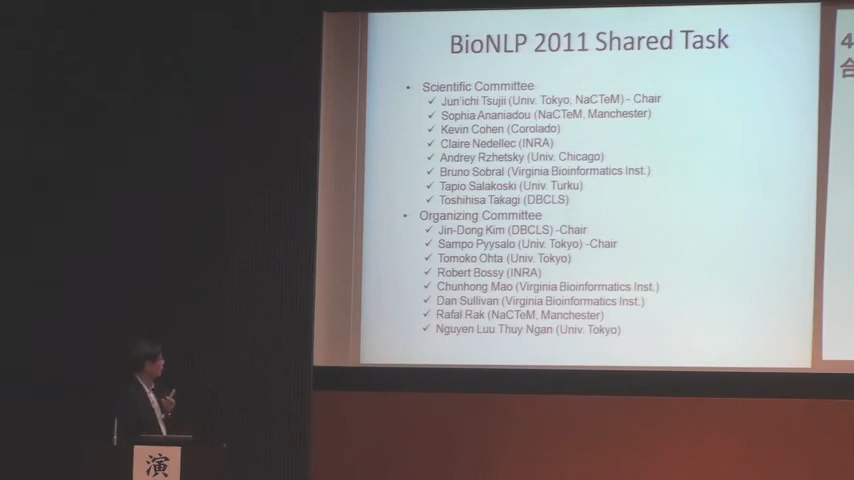 BioNLP 2011 Shared Task
• Scientific Committee
✓ Jun'ichi Tsujii (Univ. Tokyo, NaCTeM) - Chair
✓ Sophia Ananiadou (NaCTeM, Manchester)
✓ Kevin Cohen (Corolado)
✓ Claire Nedellec (INRA)
✓ Andrey Rzhetsky (Univ. Chicago)
✓ Bruno Sobral (Virginia Bioinformatics Inst.)
✓ Tapio Salakoski (Univ. Turku)
✓ Toshihisa Takagi (DBCLS)
• Organizing Committee
✓ Jin-Dong Kim (DBCLS) -Chair
✓ Sampo Pyysalo (Univ. Tokyo) -Chair
✓ Tomoko Ohta (Univ. Tokyo)
✓ Robert Bossy (INRA)
✓ Chunhong Mao (Virginia Bioinformatics Inst.)
✓ Dan Sullivan (Virginia Bioinformatics Inst.)
✓ Rafal Rak (NaCTeM, Manchester)
✓ Nguyen Luu Thuy Ngan (Univ. Tokyo)
4
合
演